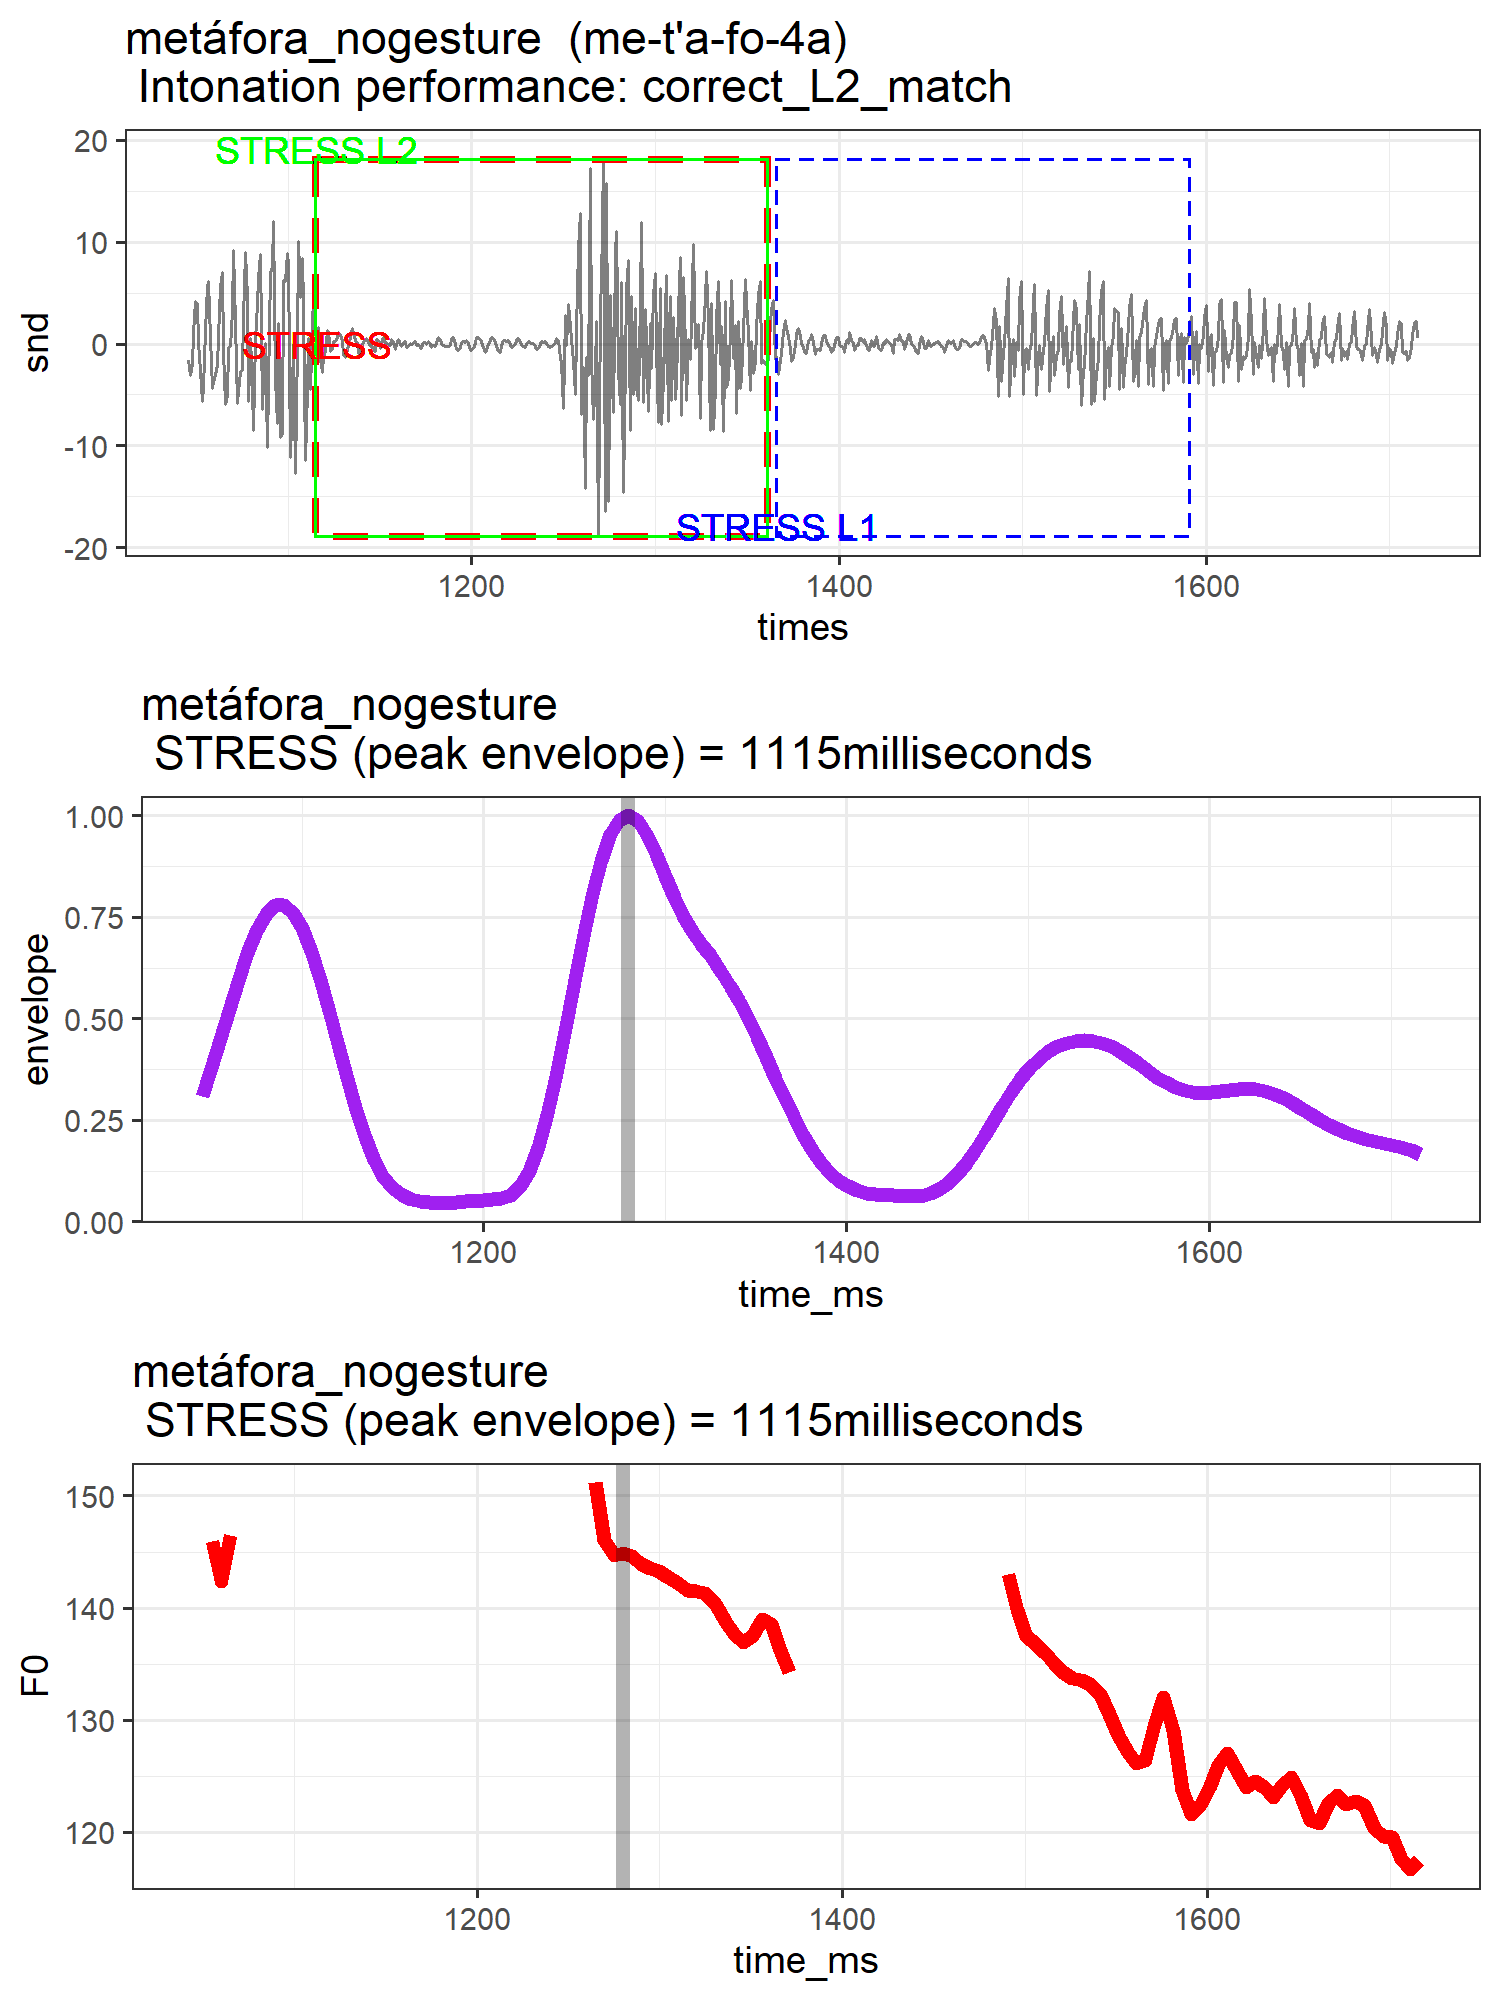 metáfora_nogesture  (me-t'a-fo-4a)
Intonation performance: correct_L2_match
20
10
0
-10
-20
snd
STRESS L2
STRESS
STRESS L1
1200
1400
1600
times
metáfora_nogesture
STRESS (peak envelope) = 1115milliseconds
1.00
0.75
0.50
0.25
0.00
envelope
1200
1400
1600
time_ms
metáfora_nogesture
STRESS (peak envelope) = 1115milliseconds
150
140
130
120
F0
1200
1400
1600
time_ms